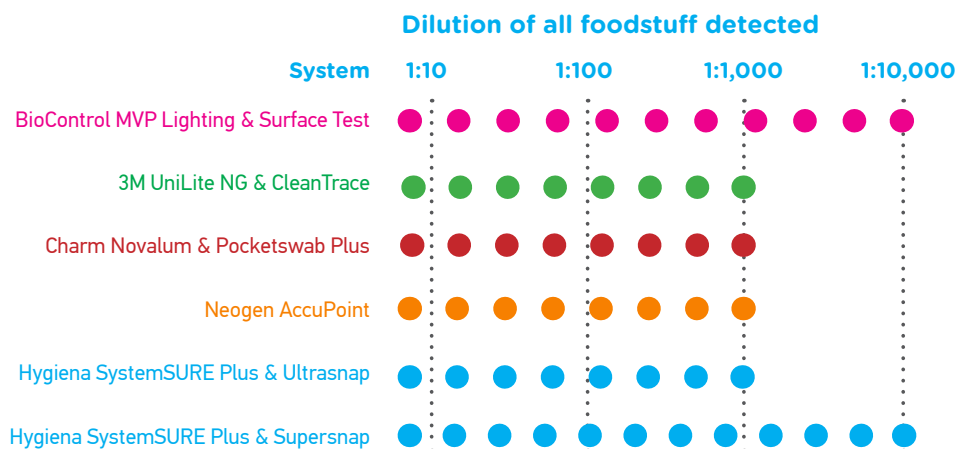 Dilution of all foodstuff detected
System 1:10 1:100 1:1,000 1:10,000
BioControl MVP Lighting & Surface Test
3M UniLite NG & CleanTrace
Charm Novalum & Pocketswab Plus
Neogen AccuPoint
Hygiena SystemSURE Plus & Ultrasnap
Hygiena SystemSURE Plus & Supersnap